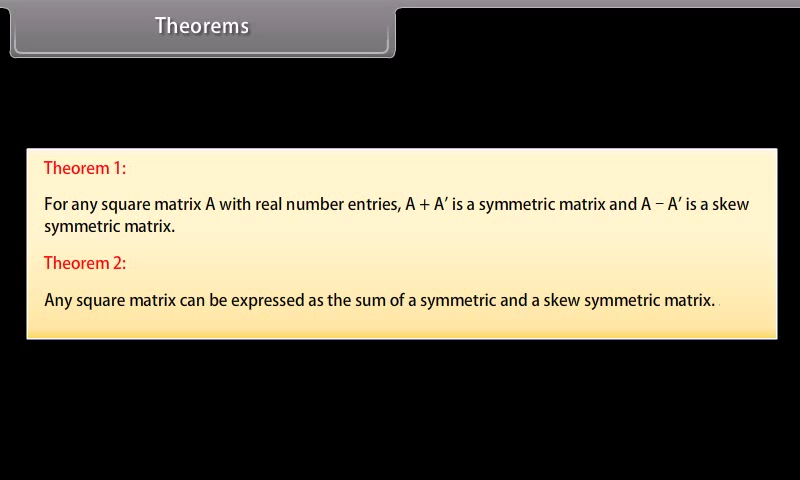 Theorems
Theorem 1:
For any square matrix A with real number entries, A + A′ is a symmetric matrix and A − A′ is a skew
symmetric matrix.
Theorem 2:
Any square matrix can be expressed as the sum of a symmetric and a skew symmetric matrix.